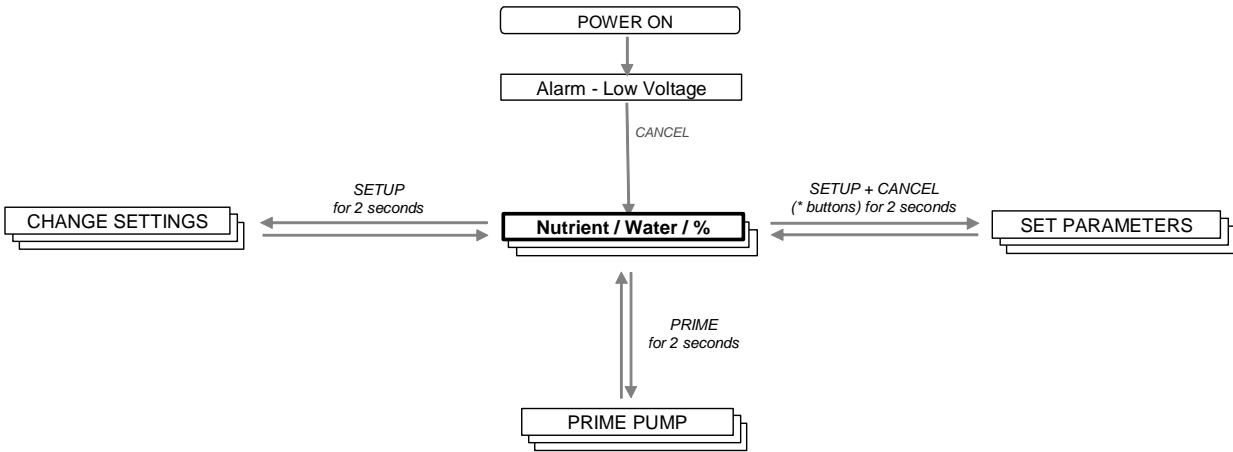 POWER ON
Alarm - Low Voltage
CANCEL
SETUP
for 2 seconds
SETUP + CANCEL
(* buttons) for 2 seconds
CHANGE SETTINGS
Nutrient / Water / %
SET PARAMETERS
PRIME
for 2 seconds
PRIME PUMP